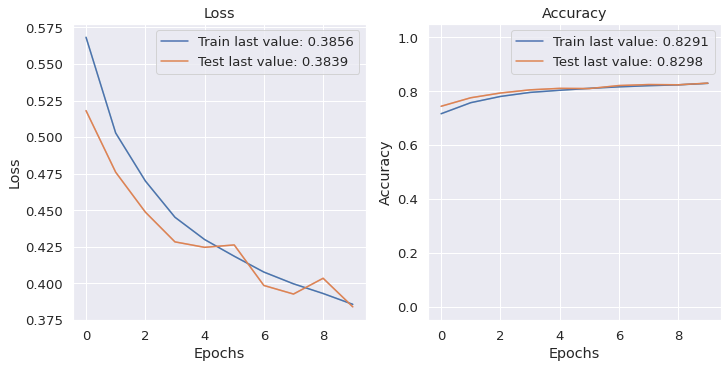 Loss
Train last value: 0.3856
Test last value: 0.3839
0.575
0.550
0.525
0.500
0.475
0.450
0.425
0.400
0.375
Loss
0 2 4 6 8
Epochs
Accuracy
Train last value: 0.8291
Test last value: 0.8298
1.0
0.8
0.6
0.4
0.2
0.0
Accuracy
0 2 4 6 8
Epochs